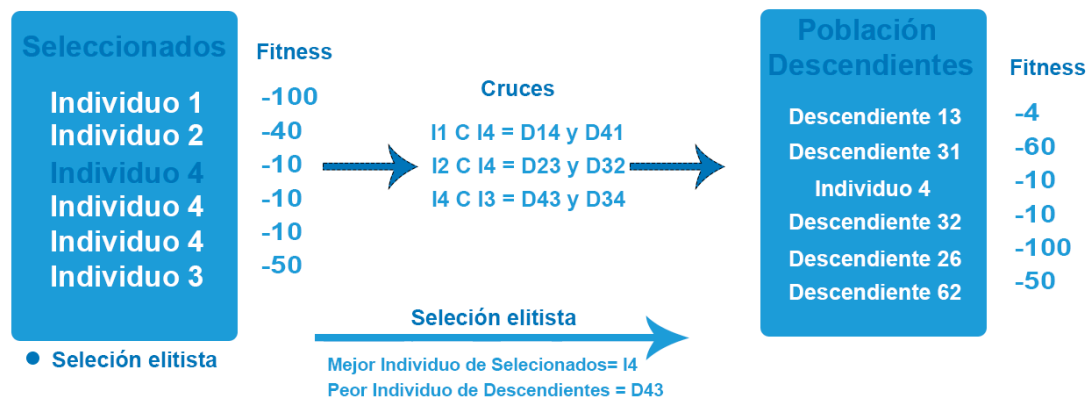 Seleccionados
Fitness
Individuo 1
-100
Individuo 2
-40
Individuo 4
-10
Individuo 4
-10
Individuo 4
-10
Individuo 3
-50
Seleción elitista
Cruces
I1 C I4 = D14 y D41
I2 C I4 = D23 y D32
I4 C I3 = D43 y D34
Seleción elitista
Mejor Individuo de Selecionados= I4
Peor Individuo de Descendientes = D43
Población
Descendientes
Fitness
Descendiente 13
-4
Descendiente 31
-60
Individuo 4
-10
Descendiente 32
-10
Descendiente 26
-100
Descendiente 62
-50